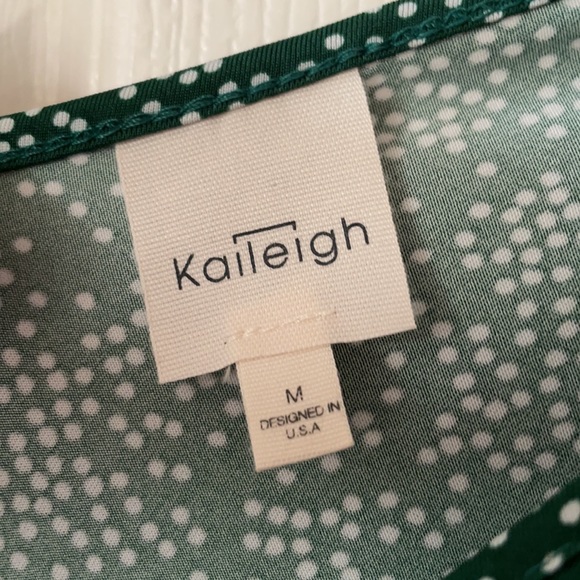 Kaileigh
M
DESIGNED IN
U.S.A